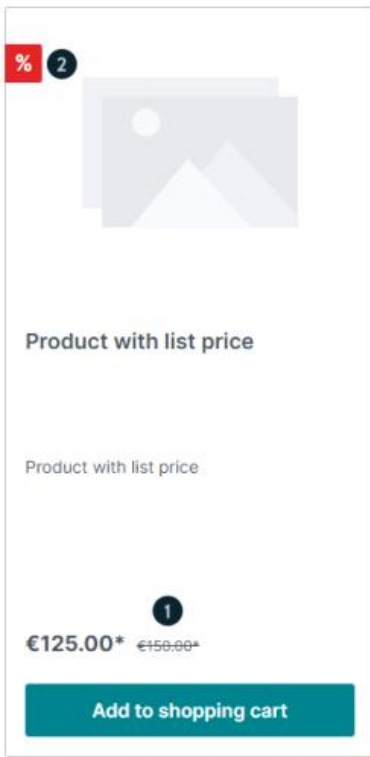 %
2
Product with list price
Product with list price
1
€125.00* €150.00*
Add to shopping cart